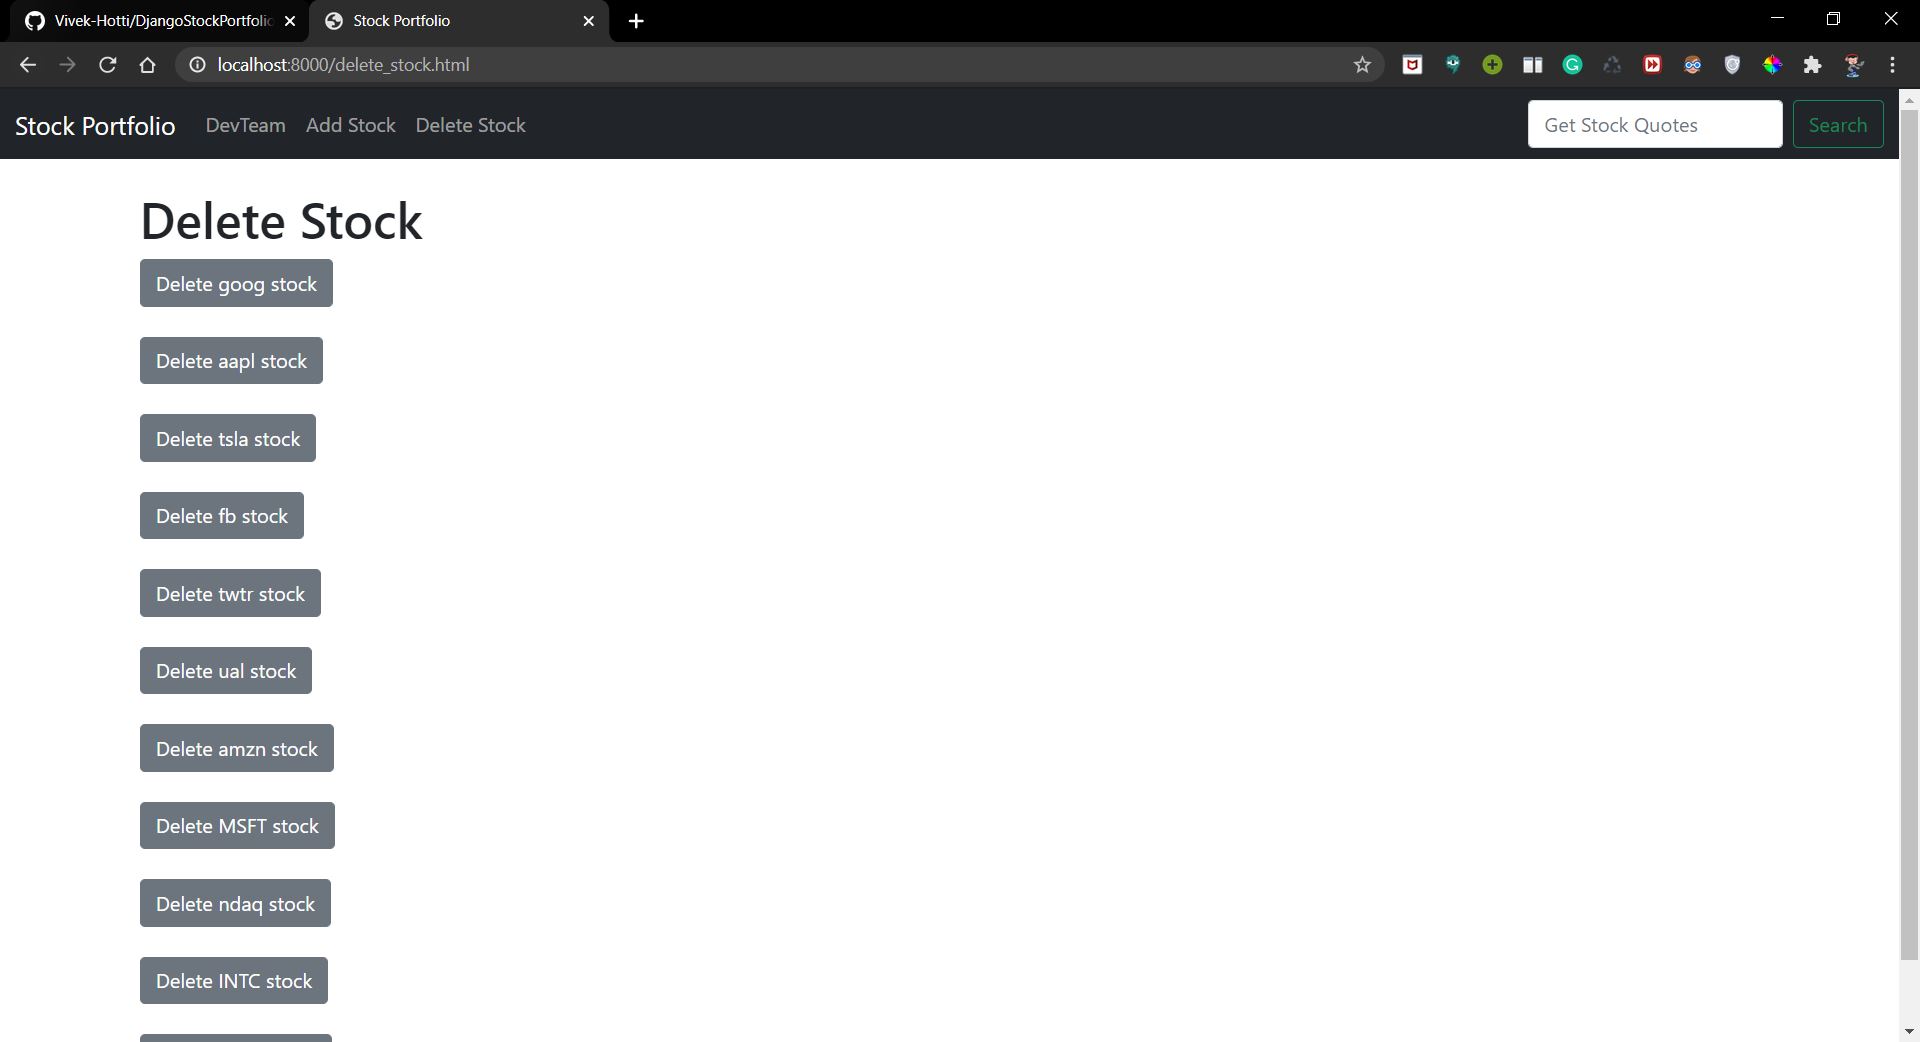 Vivek-Hotti/DjangoStockPortfolio
Stock Portfolio
localhost:8000/delete_stock.html
Stock Portfolio DevTeam Add Stock Delete Stock
Get Stock Quotes
Search
Delete Stock
Delete goog stock
Delete aapl stock
Delete tsla stock
Delete fb stock
Delete twtr stock
Delete ual stock
Delete amzn stock
Delete MSFT stock
Delete ndaq stock
Delete INTC stock